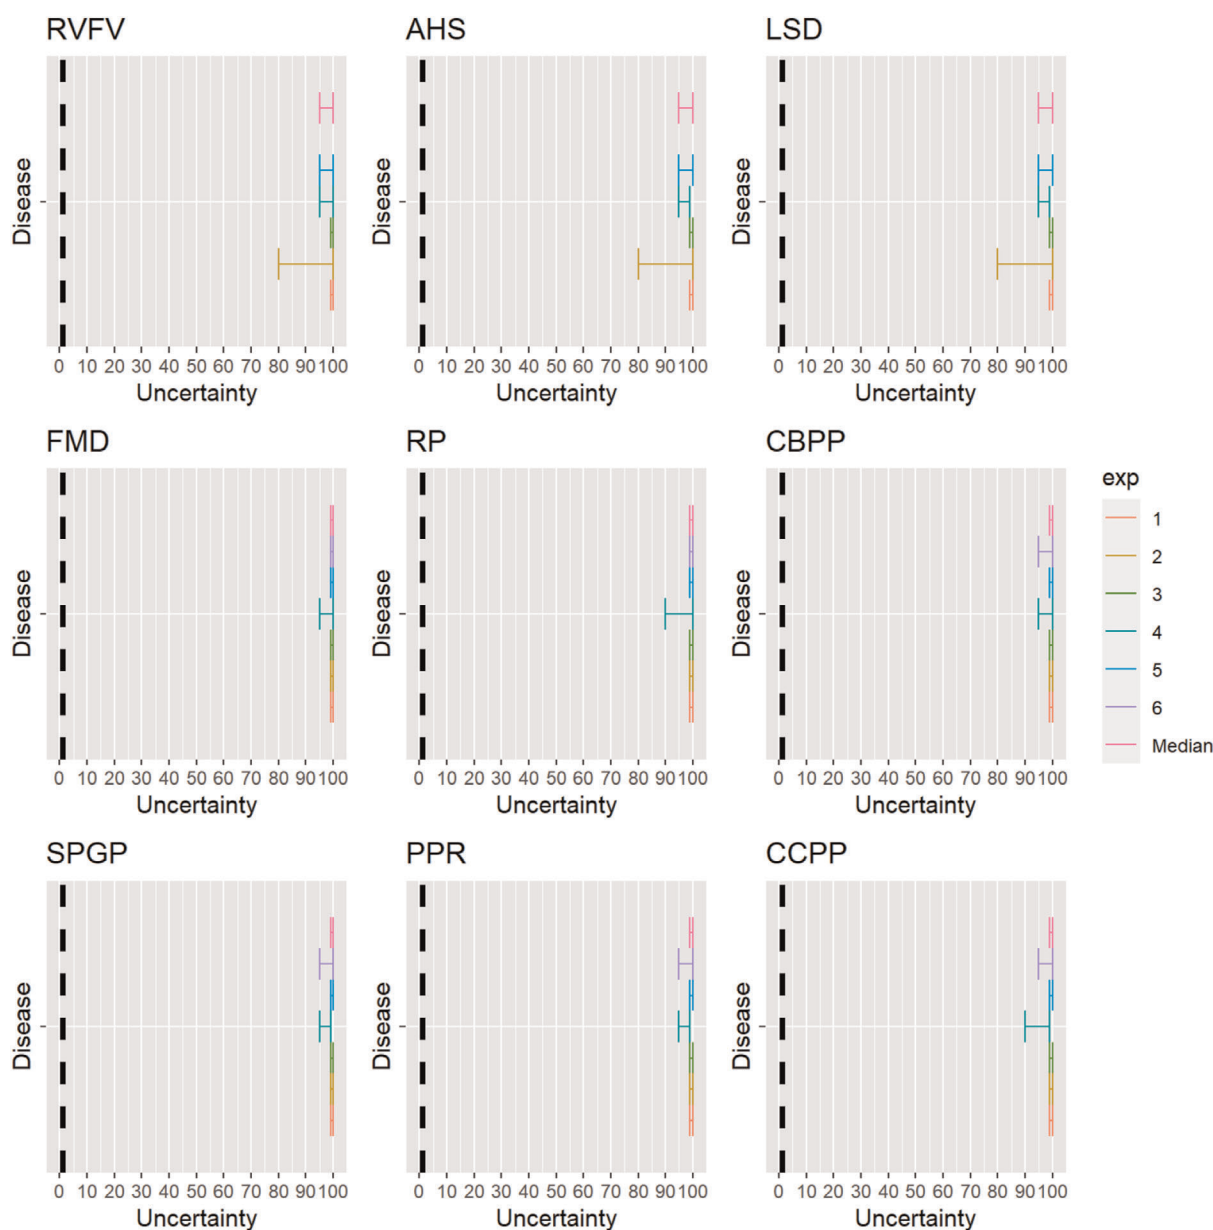 RVFV AHS LSD
Disease Disease Disease
0 10 20 30 40 50 60 70 80 90 100 0 10 20 30 40 50 60 70 80 90 100 0 10 20 30 40 50 60 70 80 90 100
Uncertainty Uncertainty Uncertainty
FMD RP CBPP
Disease Disease Disease
0 10 20 30 40 50 60 70 80 90 100 0 10 20 30 40 50 60 70 80 90 100 0 10 20 30 40 50 60 70 80 90 100
Uncertainty Uncertainty Uncertainty
exp
1
2
3
4
5
6
Median
SPGP PPR CCPP
Disease Disease Disease
0 10 20 30 40 50 60 70 80 90 100 0 10 20 30 40 50 60 70 80 90 100 0 10 20 30 40 50 60 70 80 90 100
Uncertainty Uncertainty Uncertainty